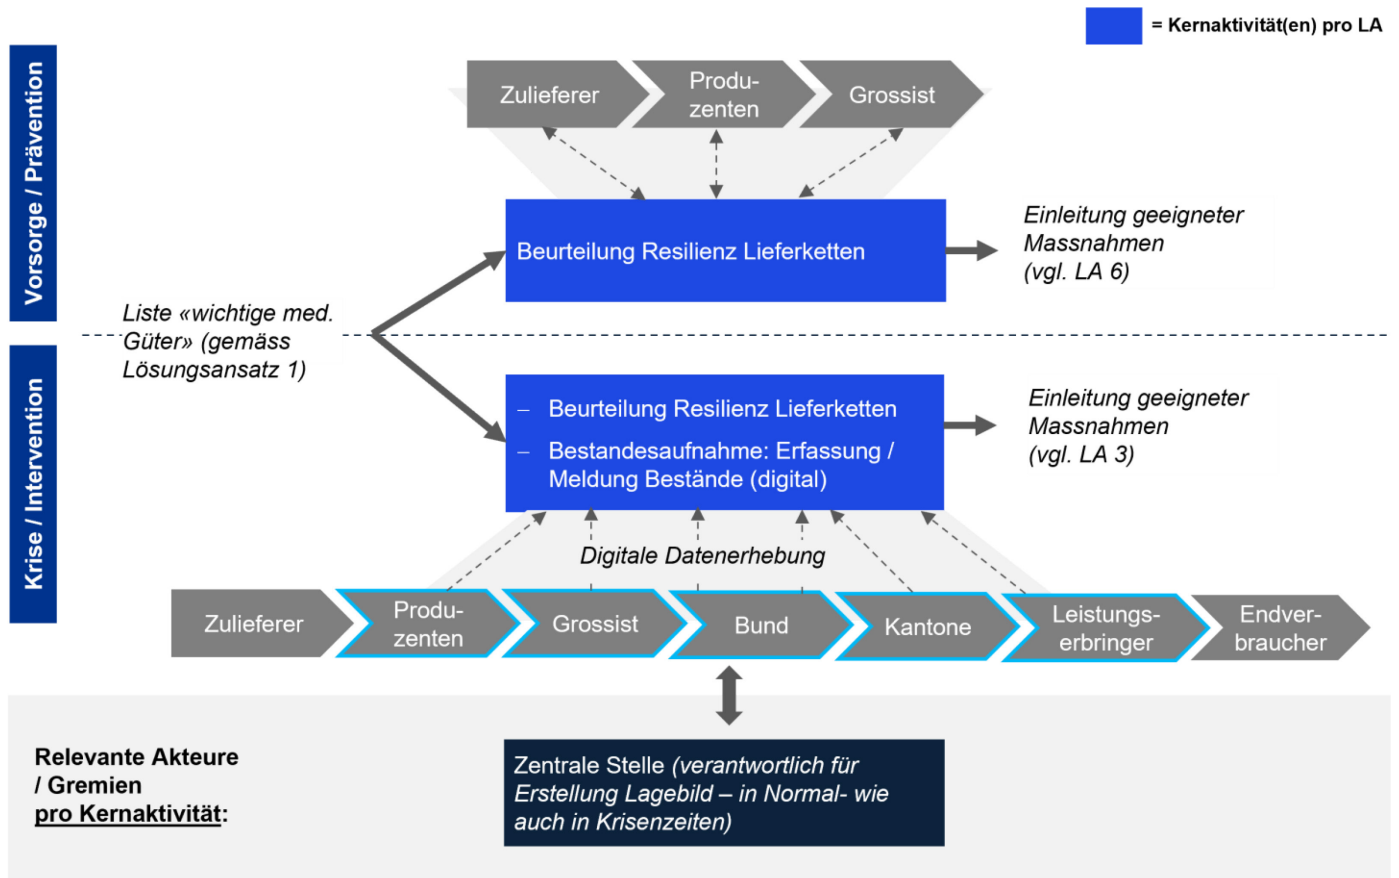 = Kernaktivität(en) pro LA
Vorsorge / Prävention
Zulieferer
Produ-
zenten
Grossist
Beurteilung Resilienz Lieferketten
Einleitung geeigneter
Massnahmen
(vgl. LA 6)
Liste «wichtige med.
Güter» (gemäss
Lösungsansatz 1)
Krise / Intervention
– Beurteilung Resilienz Lieferketten
– Bestandesaufnahme: Erfassung /
Meldung Bestände (digital)
Einleitung geeigneter
Massnahmen
(vgl. LA 3)
Digitale Datenerhebung
Zulieferer
Produ-
zenten
Grossist
Bund
Kantone
Leistungs-
erbringer
Endver-
braucher
Relevante Akteure
/ Gremien
pro Kernaktivität:
Zentrale Stelle (verantwortlich für
Erstellung Lagebild – in Normal- wie
auch in Krisenzeiten)